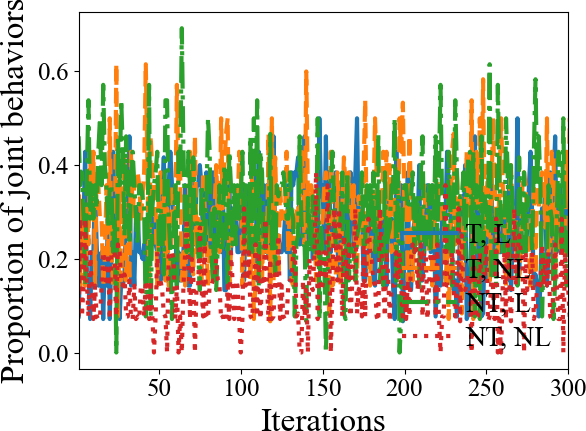 Proportion of joint behaviors
0.6
0.4
0.2
0.0
T, L
T, NL
NT, L
NT, NL
50 100 150 200 250 300
Iterations